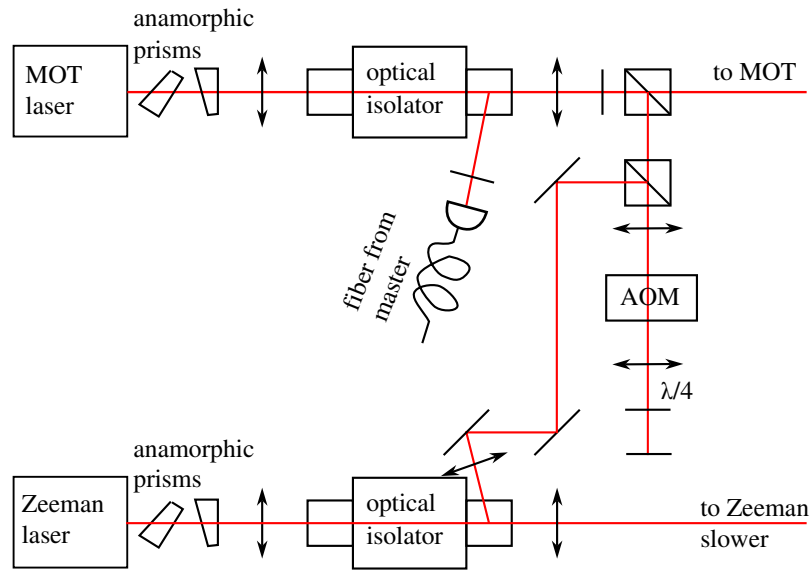 anamorphic
prisms
MOT
laser
optical
isolator
to MOT
fiber from
master
AOM
λ/4
anamorphic
prisms
Zeeman
laser
optical
isolator
to Zeeman
slower